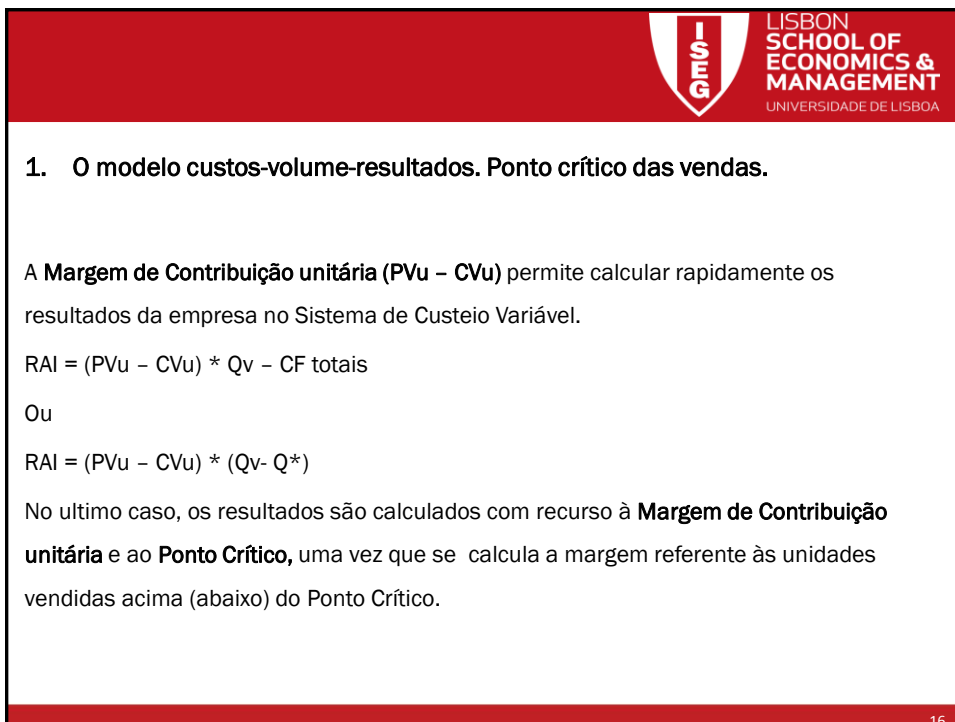 ISEG
LISBON
SCHOOL OF
ECONOMICS &
MANAGEMENT
UNIVERSIDADE DE LISBOA
1. O modelo custos-volume-resultados. Ponto crítico das vendas.
A Margem de Contribuição unitária (PVu – CVu) permite calcular rapidamente os
resultados da empresa no Sistema de Custeio Variável.
RAI = (PVu – CVu) * Qv – CF totais
Ou
RAI = (PVu – CVu) * (Qv- Q*)
No ultimo caso, os resultados são calculados com recurso à Margem de Contribuição
unitária e ao Ponto Crítico, uma vez que se calcula a margem referente às unidades
vendidas acima (abaixo) do Ponto Crítico.
16